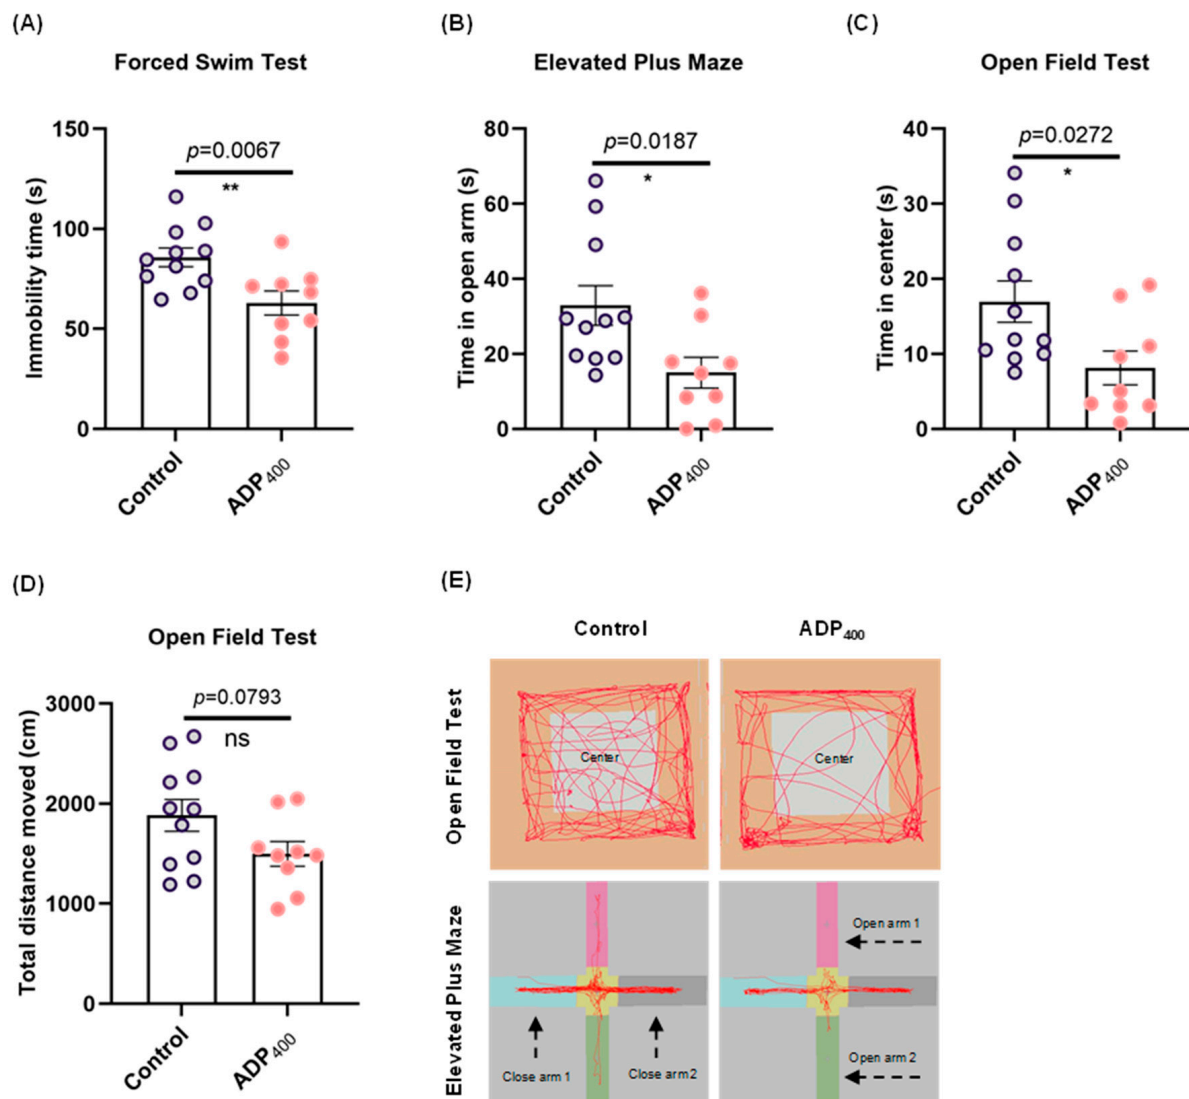 (A)
Forced Swim Test
150
100
50
0
Immobility time (s)
p=0.0067
**
Control
ADP400
(B)
Elevated Plus Maze
80
60
40
20
0
Time in open arm (s)
p=0.0187
*
Control
ADP400
(C)
Open Field Test
40
30
20
10
0
Time in center (s)
p=0.0272
*
Control
ADP400
(D)
Open Field Test
3000
2000
1000
0
Total distance moved (cm)
p=0.0793
ns
Control
ADP400
(E)
Control
ADP400
Open Field Test
Center
Center
Elevated Plus Maze
Close arm 1
Close arm 2
Open arm 1
Open arm 2